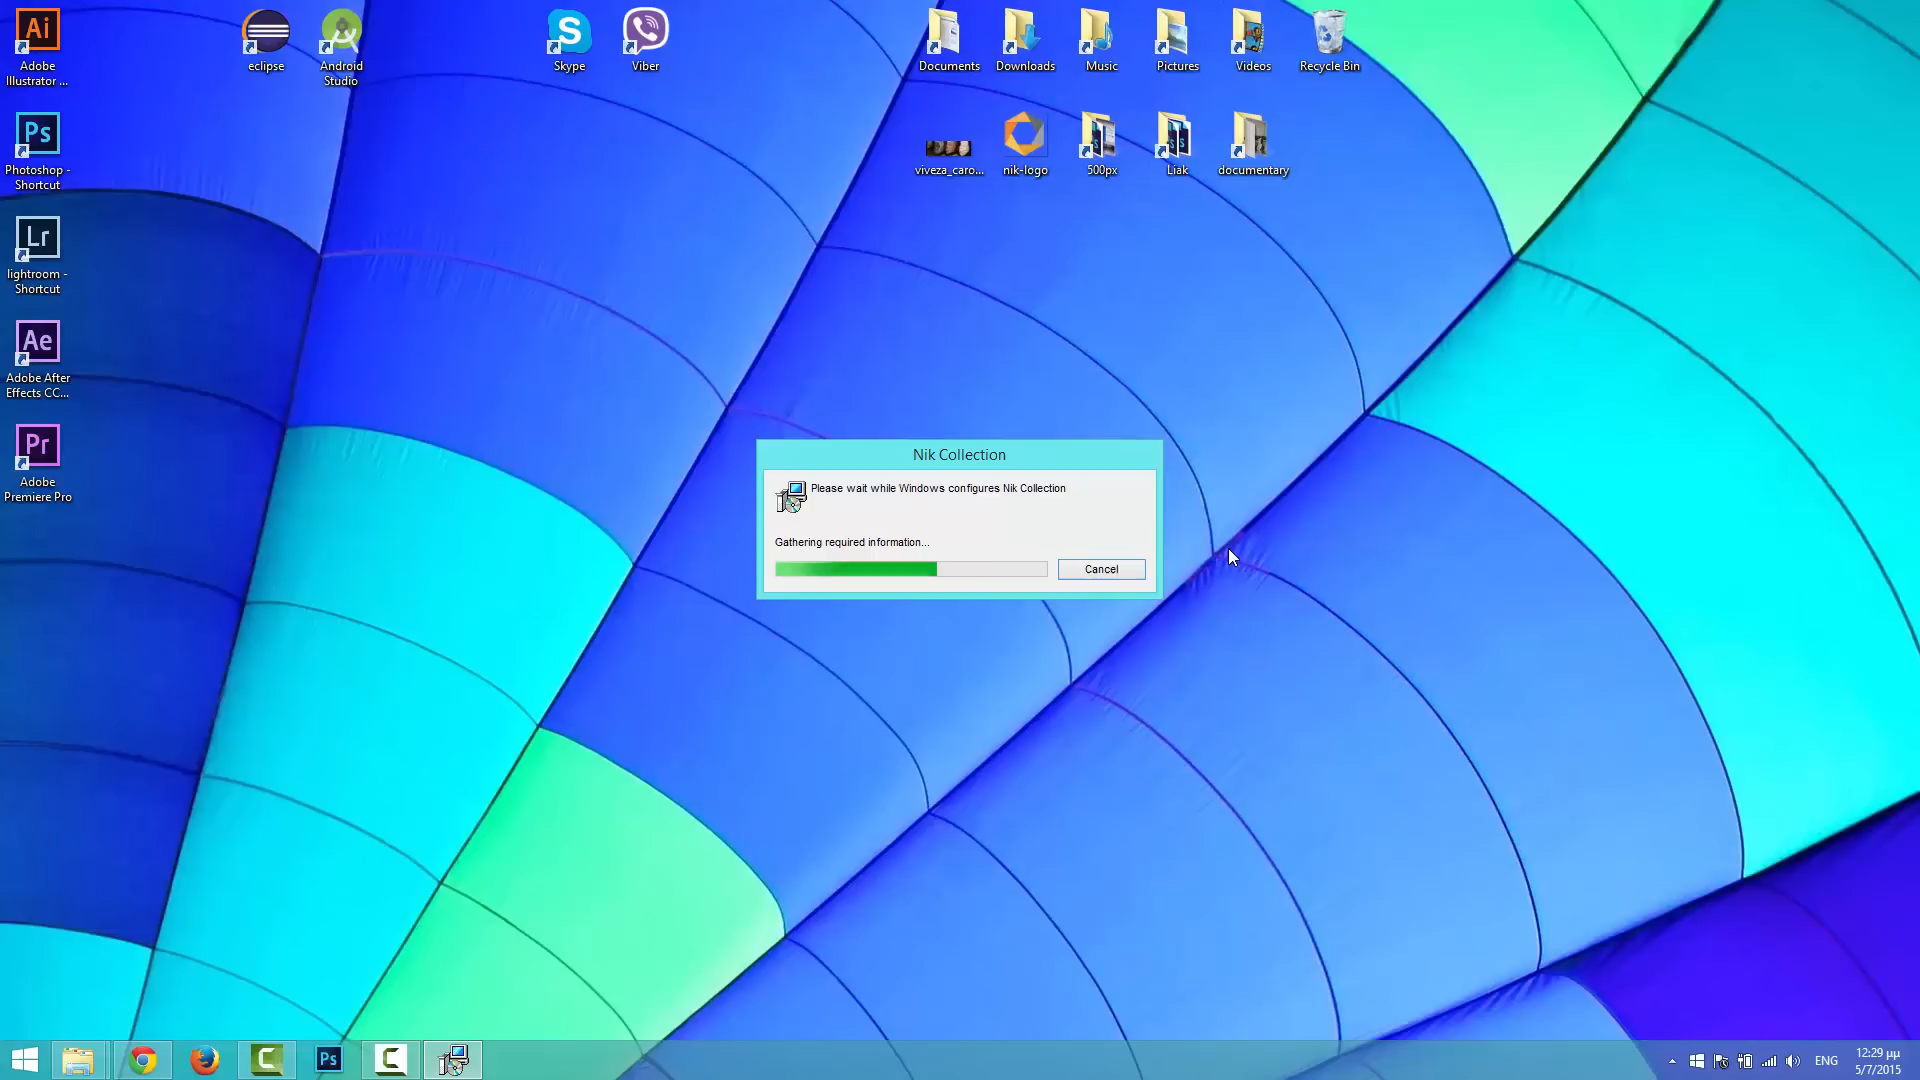 Ai
Adobe
Illustrator ...
eclipse
Android
Studio
S
Skype
Viber
Documents
Downloads
Music
Pictures
Videos
Recycle Bin
Ps
Photoshop -
Shortcut
viveza_caro...
nik-logo
500px
Liak
documentary
Lr
lightroom -
Shortcut
Ae
Adobe After
Effects CC...
Pr
Adobe
Premiere Pro
Nik Collection
Please wait while Windows configures Nik Collection
Gathering required information...
Cancel
C
Ps
C
ENG
12:29 μμ
5/7/2015